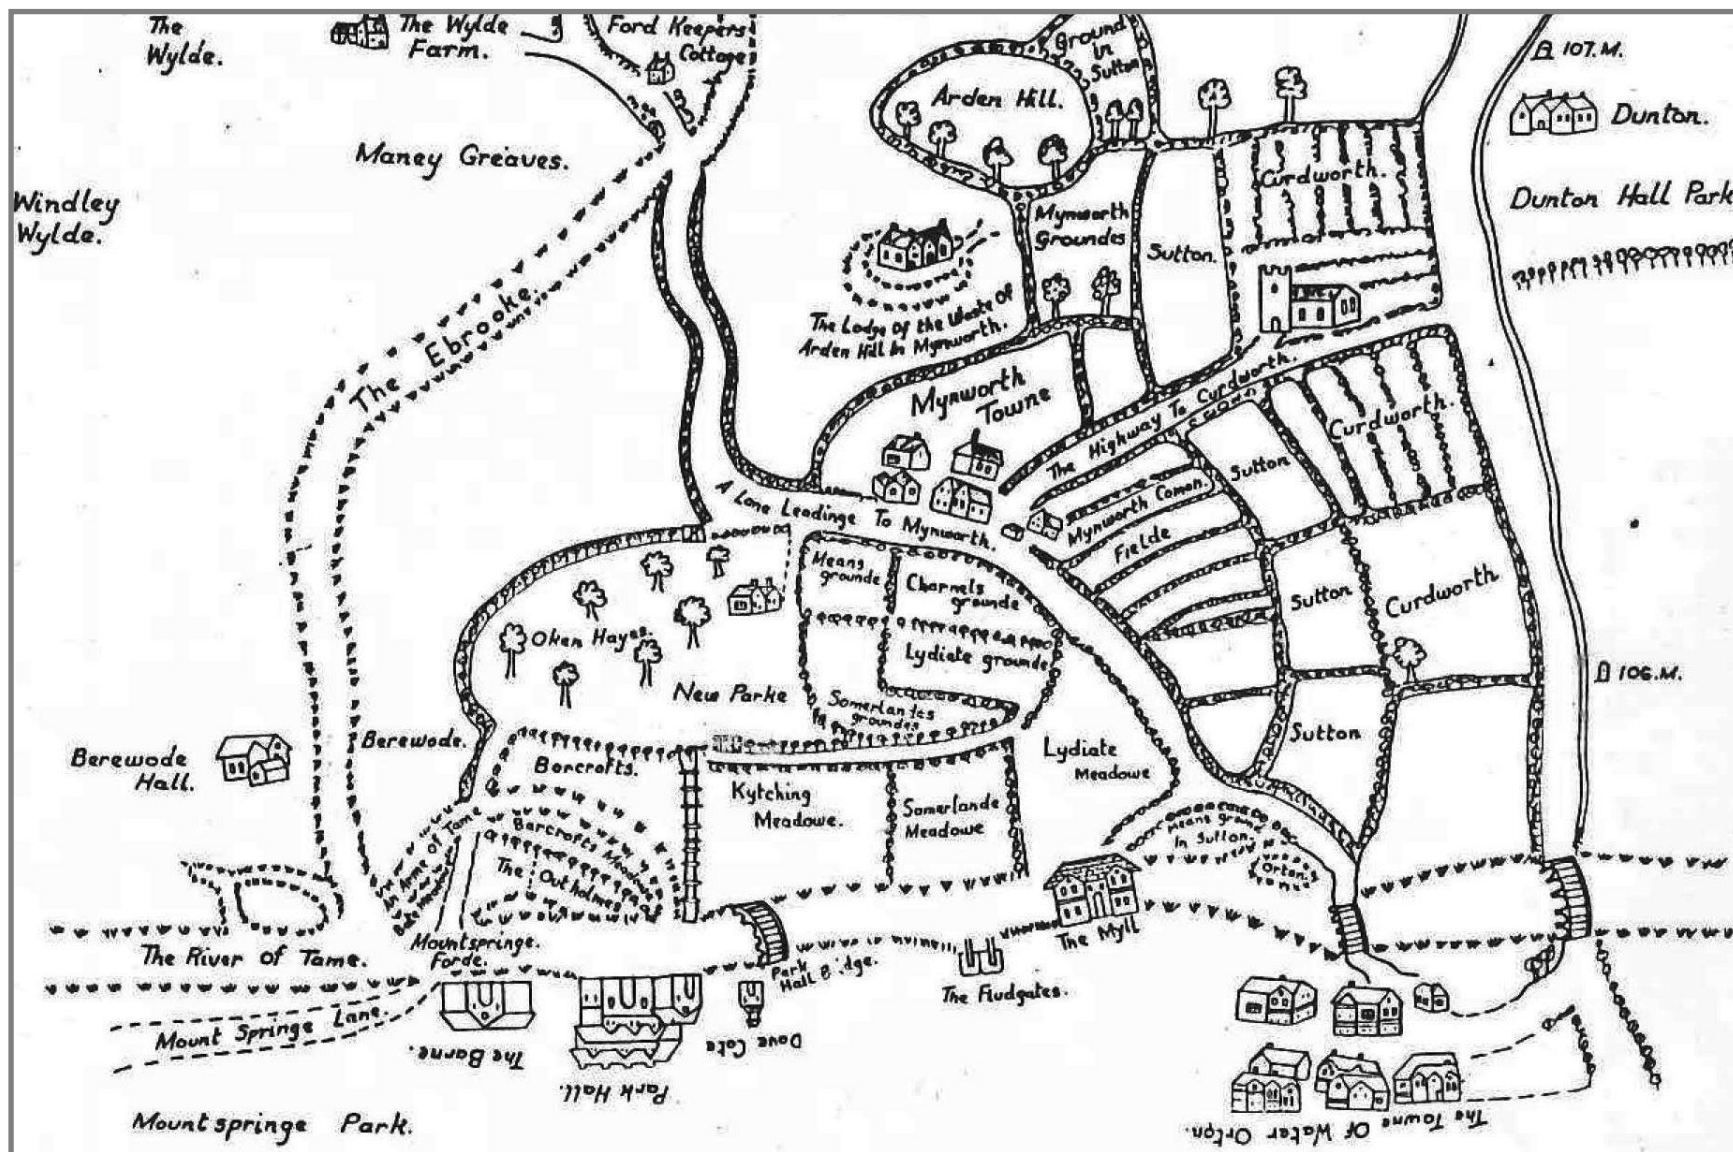 The
Wylde.
The Wylde
Farm.
Ford Keepers
Cottage
Ground
in
Sutton
Arden Hill.
107.M.
Dunton.
Maney Greaves.
Curdworth.
Windley
Wylde.
Dunton Hall Park
Mynworth
Groundes
Sutton.
The Ebrooke.
The Lodge of the Waste of
Arden Hill In Mynworth.
Mynworth
Towne
The Highway To Curdworth.
Curdworth.
Sutton
A Lane Leadinge To Mynworth.
Mynworth Comon
Fielde
Means
grounde
Charnels
grounde
Sutton
Curdworth
Oken Hayes.
Lydiate grounde
New Parke
Somerlantes
groundes
106.M.
Berewode
Hall.
Berewode.
Sutton
Lydiate
Meadowe
Barcrofts.
Kytching
Meadowe.
Somerlande
Meadowe
An Arme of Tame
Barcrofts Meadowe
Means ground
In Sutton.
The Out holmes
Orton's
The River of Tame.
Mountspringe.
Forde.
Park
Hall B idge.
The Myll
The Fludgates.
Mount Springe Lane.
The Barne.
Dove Cote
Park Hall.
Mountspringe Park.
The Towne Of Water Orton.